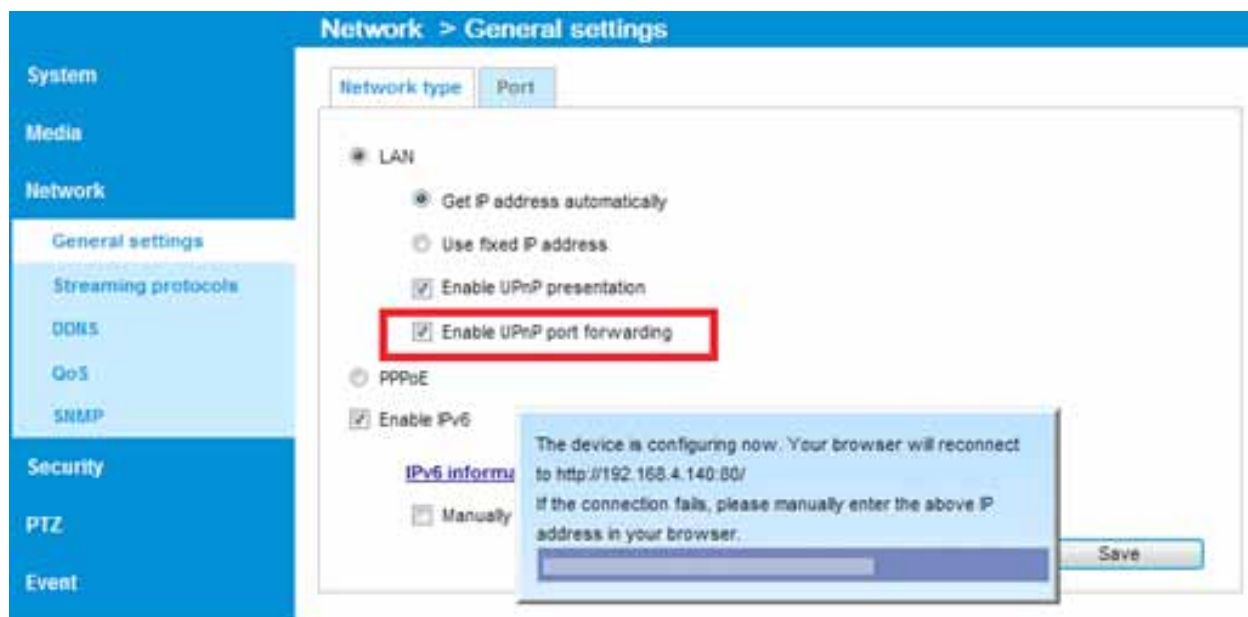 Network > General settings
System
Media
Network
General settings
Streaming protocols
DDNS
QoS
SNMP
Security
PTZ
Event
Network type
Port
LAN
Get IP address automatically
Use fixed IP address
Enable UPnP presentation
Enable UPnP port forwarding
PPPoE
Enable IPv6
IPv6 informa
Manually
The device is configuring now. Your browser will reconnect
to http://192.168.4.140:80/
If the connection fails, please manually enter the above IP
address in your browser.
Save